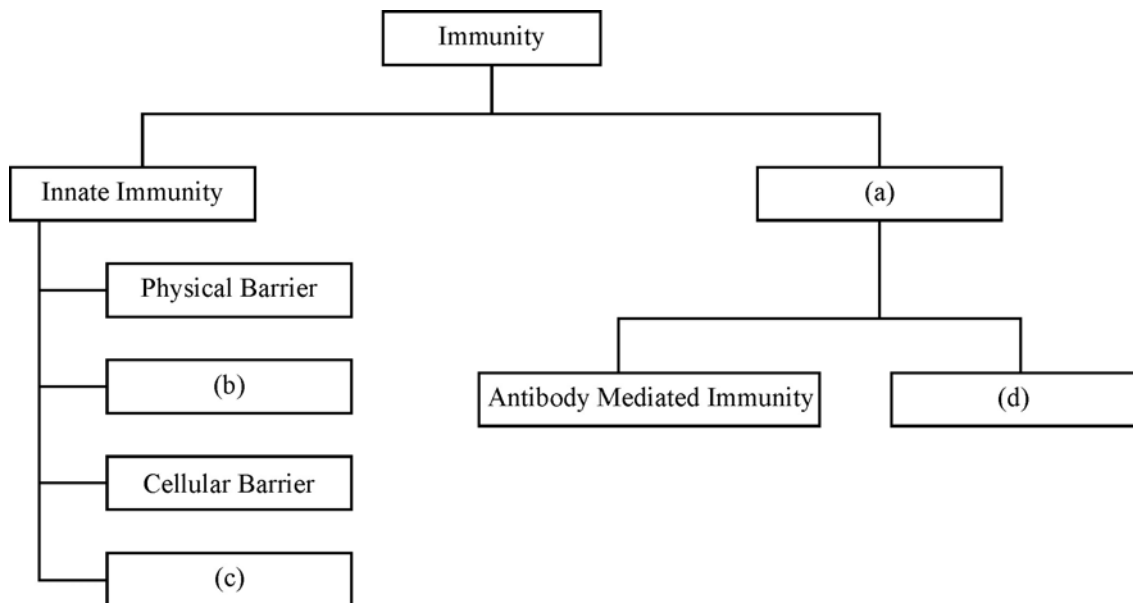 Immunity
Innate Immunity
(a)
Physical Barrier
(b)
Antibody Mediated Immunity
(d)
Cellular Barrier
(c)